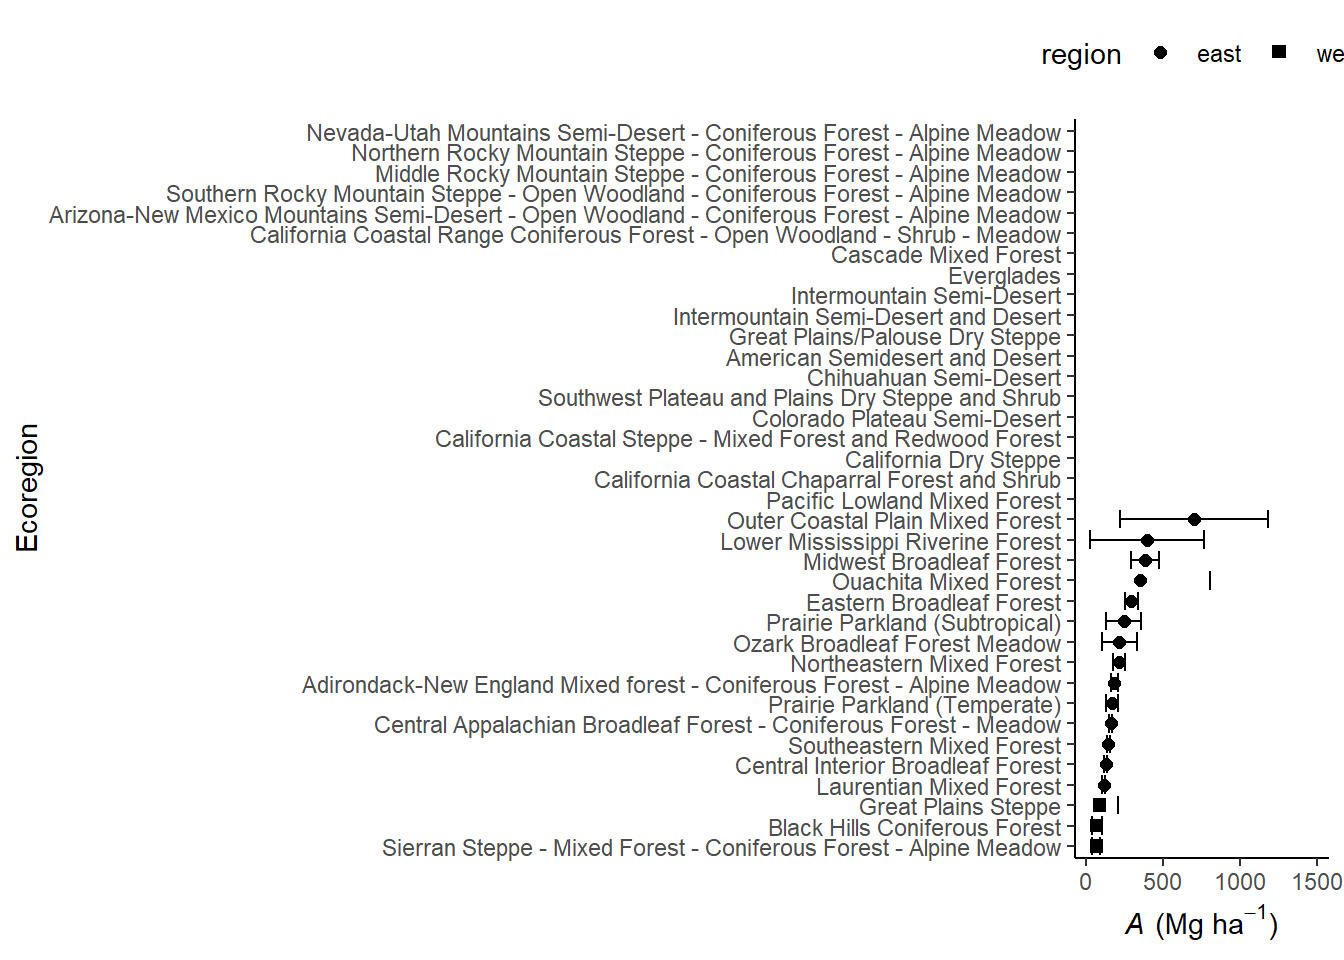 region east we
Nevada-Utah Mountains Semi-Desert - Coniferous Forest - Alpine Meadow
Northern Rocky Mountain Steppe - Coniferous Forest - Alpine Meadow
Middle Rocky Mountain Steppe - Coniferous Forest - Alpine Meadow
Southern Rocky Mountain Steppe - Open Woodland - Coniferous Forest - Alpine Meadow
Arizona-New Mexico Mountains Semi-Desert - Open Woodland - Coniferous Forest - Alpine Meadow
California Coastal Range Coniferous Forest - Open Woodland - Shrub - Meadow
Cascade Mixed Forest
Everglades
Intermountain Semi-Desert
Intermountain Semi-Desert and Desert
Great Plains/Palouse Dry Steppe
American Semidesert and Desert
Chihuahuan Semi-Desert
Southwest Plateau and Plains Dry Steppe and Shrub
Colorado Plateau Semi-Desert
California Coastal Steppe - Mixed Forest and Redwood Forest
California Dry Steppe
California Coastal Chaparral Forest and Shrub
Pacific Lowland Mixed Forest
Outer Coastal Plain Mixed Forest
Lower Mississippi Riverine Forest
Midwest Broadleaf Forest
Ouachita Mixed Forest
Eastern Broadleaf Forest
Prairie Parkland (Subtropical)
Ozark Broadleaf Forest Meadow
Northeastern Mixed Forest
Adirondack-New England Mixed forest - Coniferous Forest - Alpine Meadow
Prairie Parkland (Temperate)
Central Appalachian Broadleaf Forest - Coniferous Forest - Meadow
Southeastern Mixed Forest
Central Interior Broadleaf Forest
Laurentian Mixed Forest
Great Plains Steppe
Black Hills Coniferous Forest
Sierran Steppe - Mixed Forest - Coniferous Forest - Alpine Meadow
Ecoregion
0 500 1000 1500
A (Mg ha⁻¹)